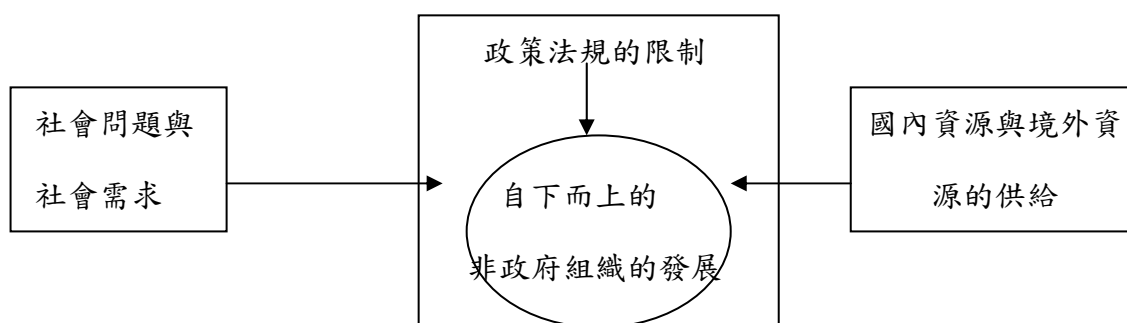 政策法規的限制
社會問題與
社會需求
自下而上的
非政府組織的發展
國內資源與境外資
源的供給